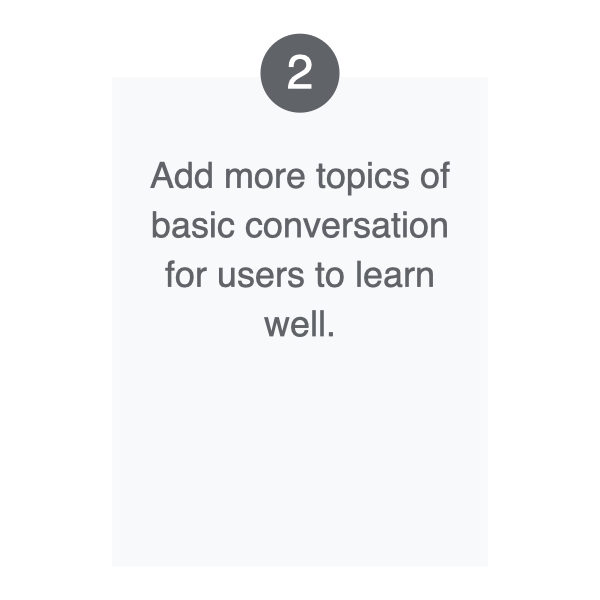 2
Add more topics of
basic conversation
for users to learn
well.